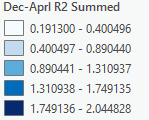 Dec-Aprl R2 Summed
0.191300 - 0.400496
0.400497 - 0.890440
0.890441 - 1.310937
1.310938 - 1.749135
1.749136 - 2.044828